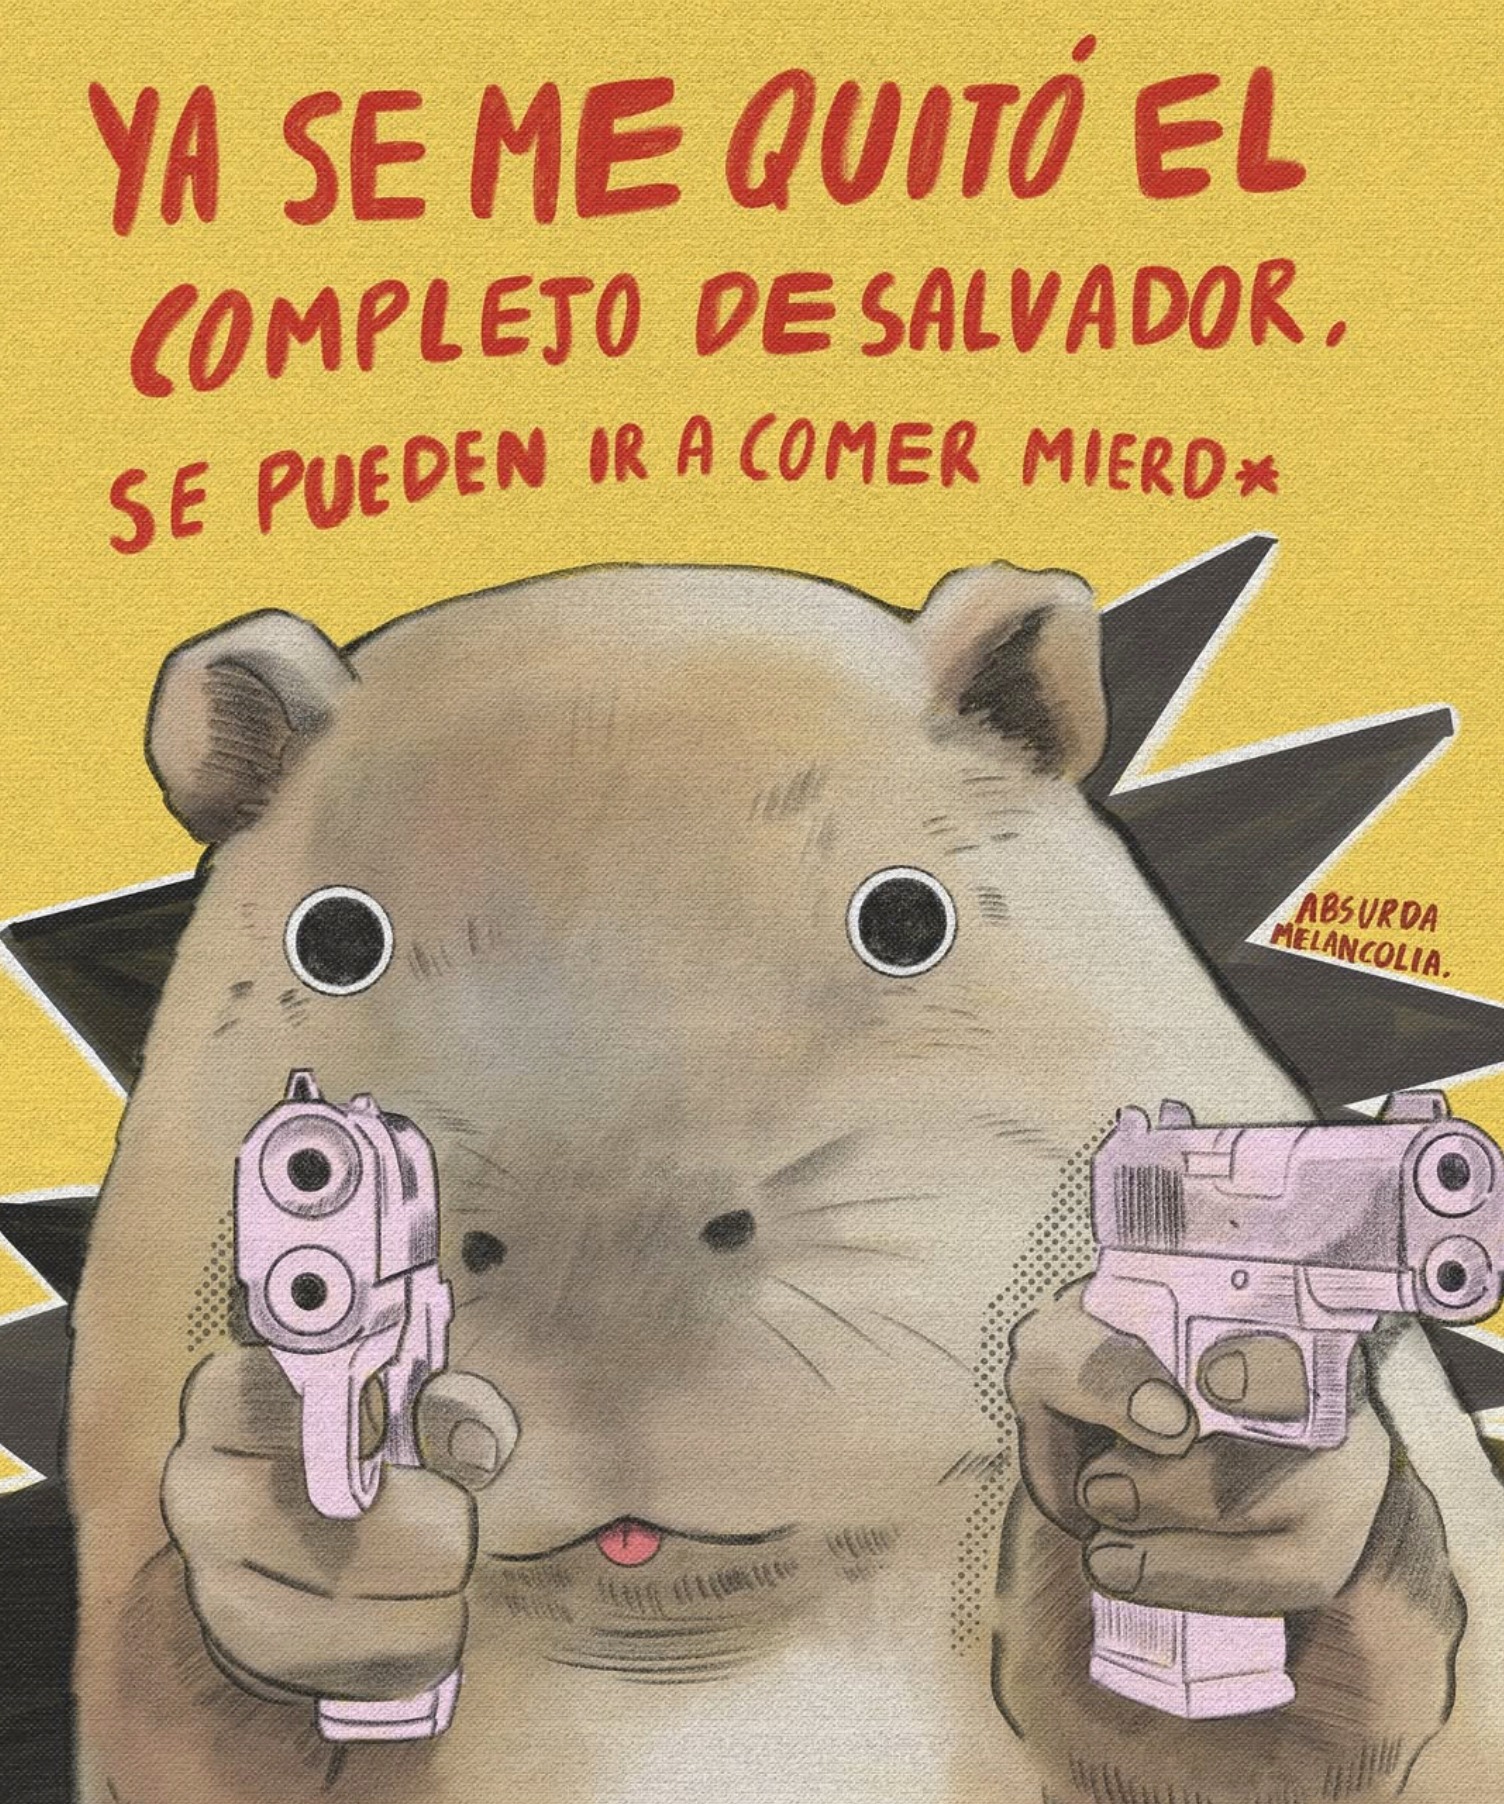 YA SE ME QUITÓ EL
COMPLEJO DE SALVADOR.
SE PUEDEN IR A COMER MIERD*
ABSURDA
MELANCOLIA.